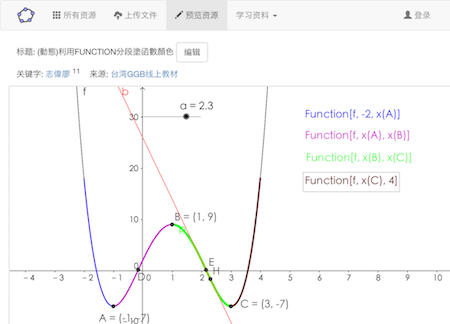 所有资源 上传文件 预览资源 学习资料 登录
标题: (動態)利用FUNCTION分段塗函數顏色 编辑
关键字: 志偉廖 11 来源: 台湾GGB线上教材
f b
a = 2.3
30
20
10
Function[f, -2, x(A)]
Function[f, x(A), x(B)]
Function[f, x(B), x(C)]
Function[f, x(C), 4]
B = (1, 9)
E
H
D
0
−4 −3 −2 −1 0 1 2 3 4 5 6 7 8 9 10
C = (3, -7)
A = (-1, -7)